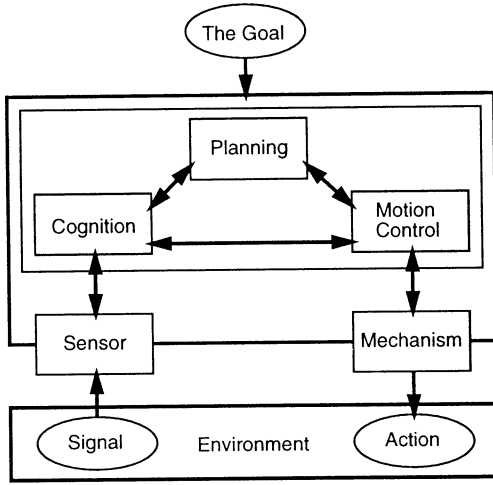 The Goal
Planning
Cognition
Motion
Control
Sensor
Mechanism
Signal
Environment
Action